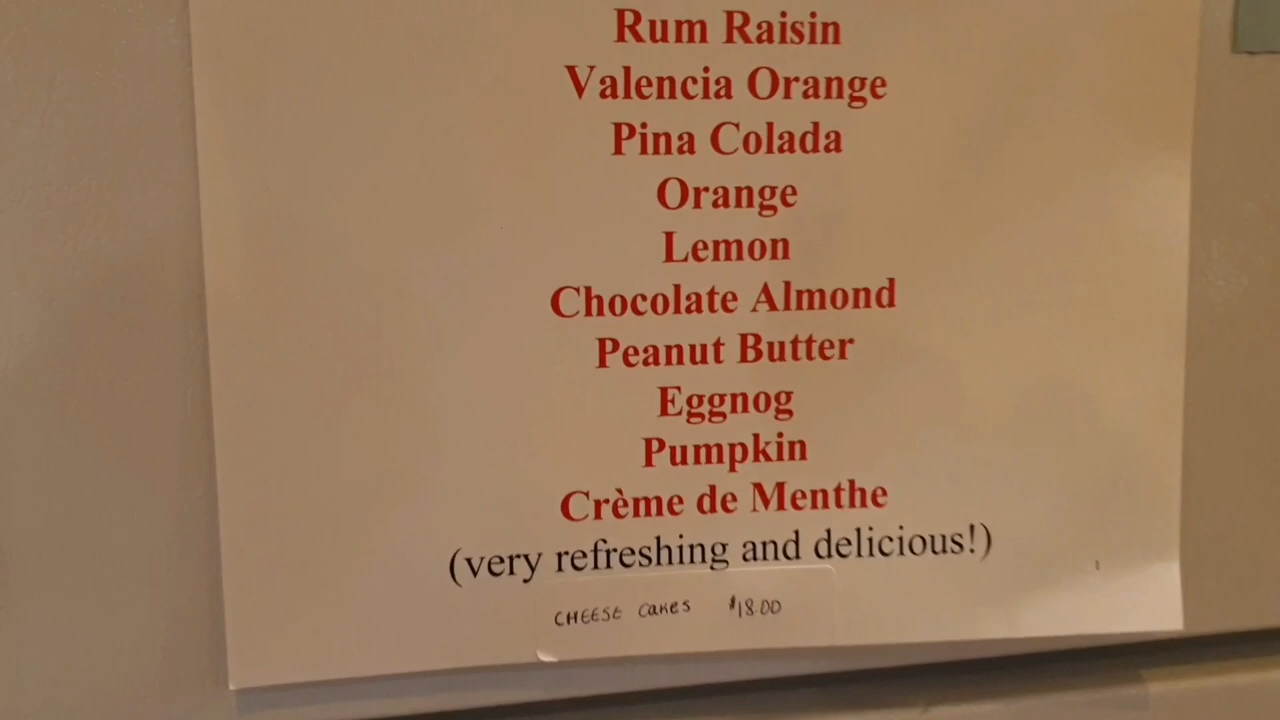 Rum Raisin
Valencia Orange
Pina Colada
Orange
Lemon
Chocolate Almond
Peanut Butter
Eggnog
Pumpkin
Crème de Menthe
(very refreshing and delicious!)
CHEESE CAKES $18.00